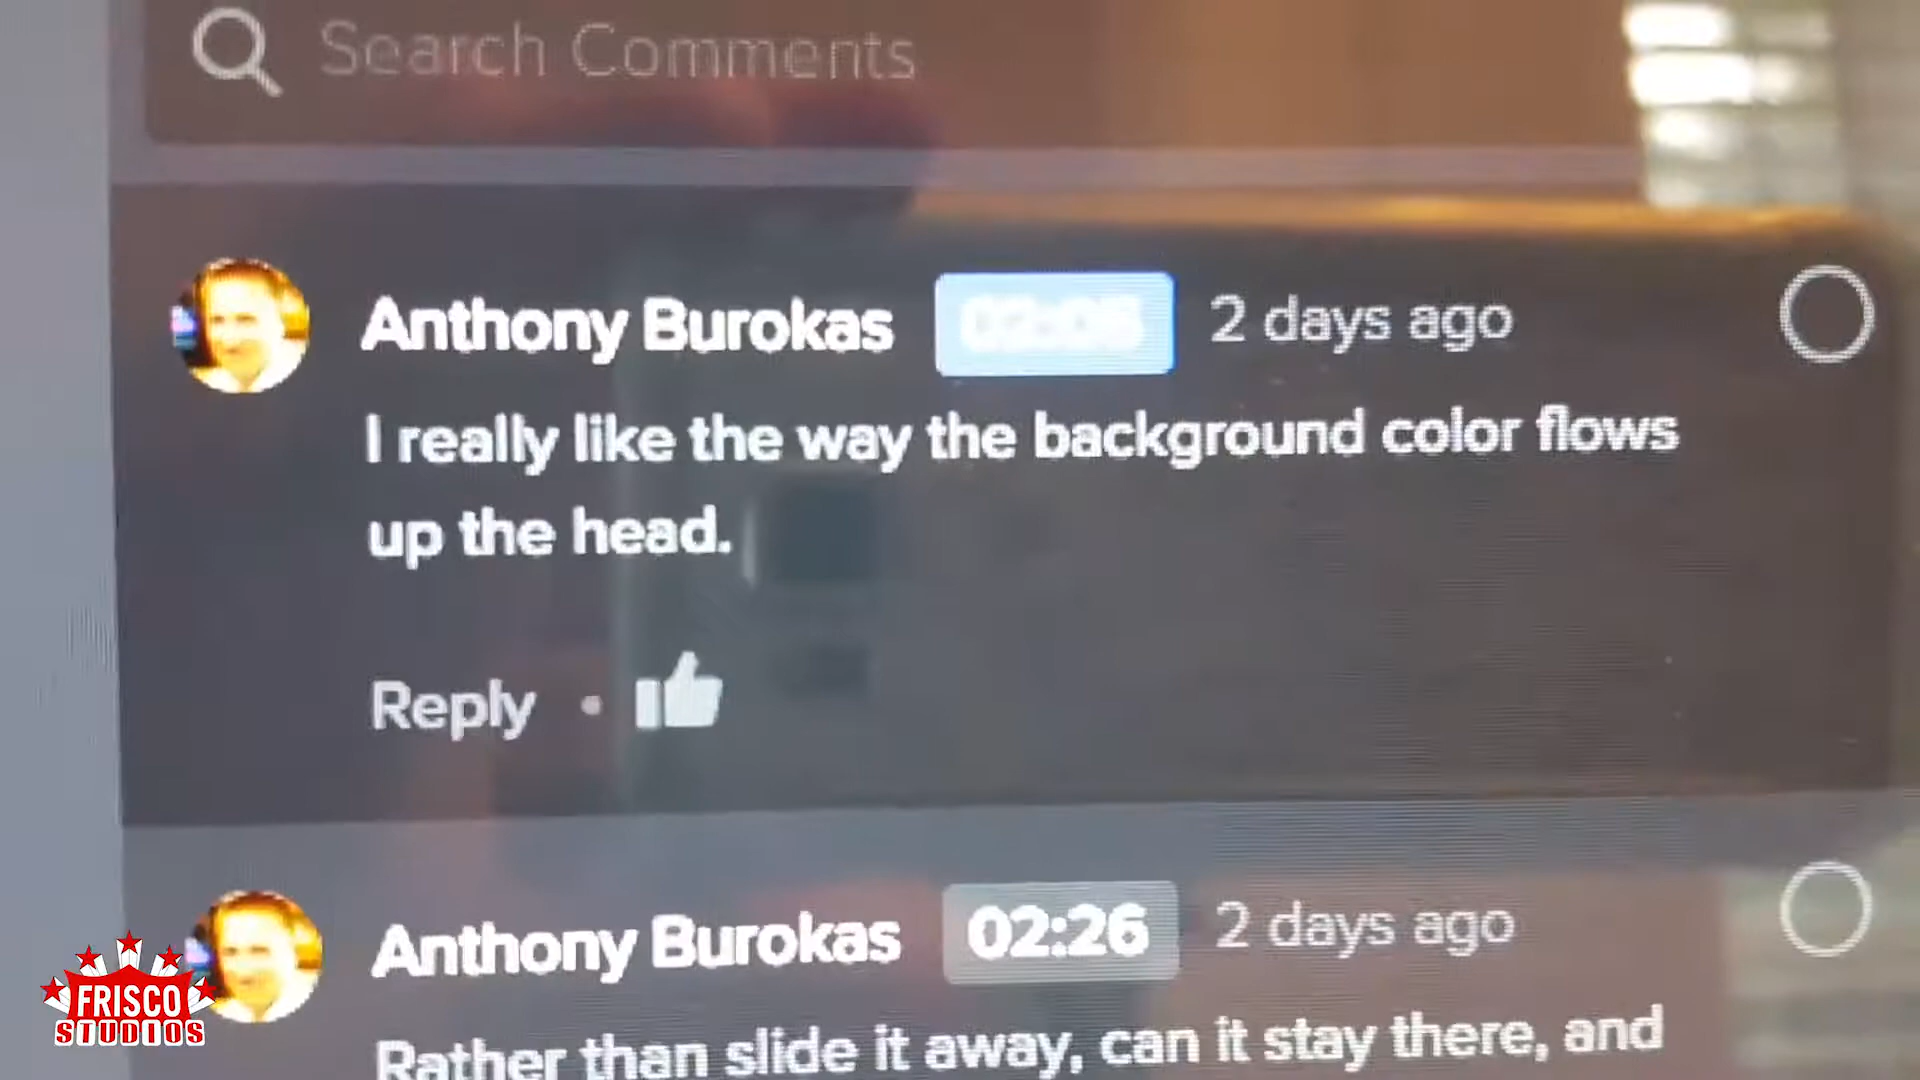 Search Comments
Anthony Burokas 02:05 2 days ago
I really like the way the background color flows
up the head.
Reply •
Anthony Burokas 02:26 2 days ago
Rather than slide it away, can it stay there, and
FRISCO
STUDIOS